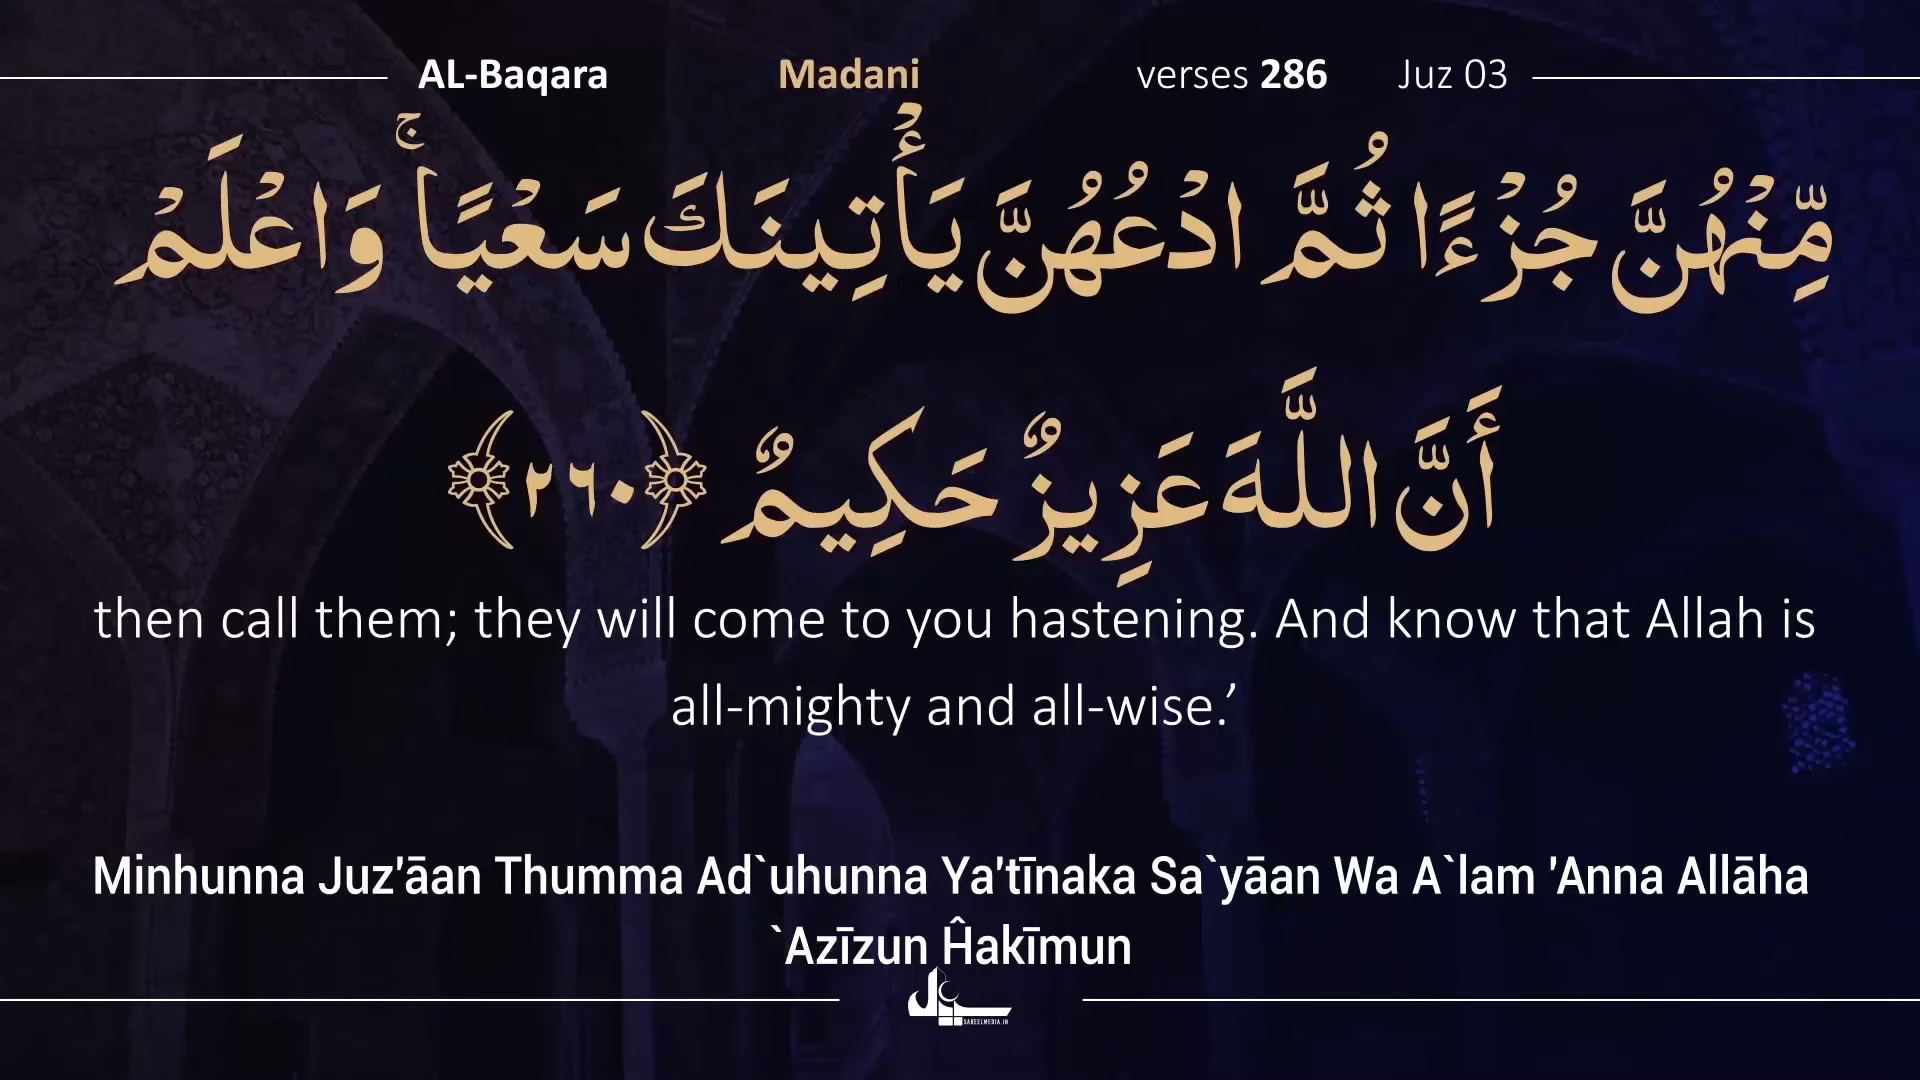 AL-Baqara Madani verses 286 Juz 03
مِّنْهُنَّ جُزْءًا ثُمَّ ادْعُهُنَّ يَأْتِينَكَ سَعْيًا ۚ وَاعْلَمْ
أَنَّ اللَّهَ عَزِيزٌ حَكِيمٌ ﴿٢٦٠﴾
then call them; they will come to you hastening. And know that Allah is
all-mighty and all-wise.’
Minhunna Juz'āan Thumma Ad`uhunna Ya'tīnaka Sa`yāan Wa A`lam 'Anna Allāha
`Azīzun Ĥakīmun
SABEELMEDIA.IN